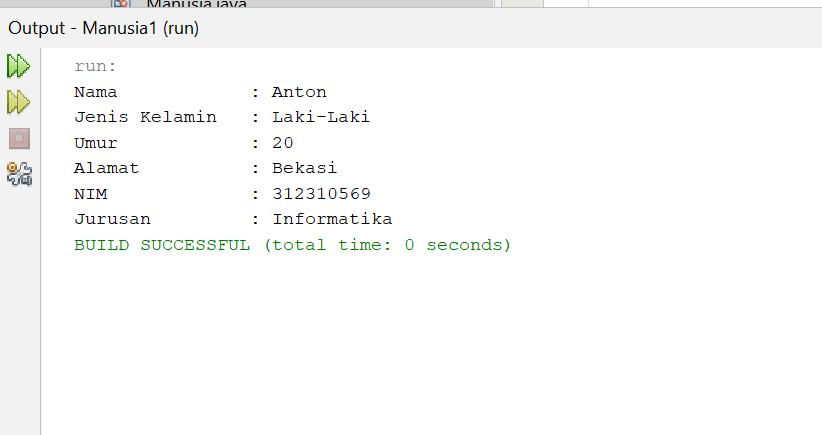 Manusia.java
Output - Manusia1 (run)
run:
Nama : Anton
Jenis Kelamin : Laki-Laki
Umur : 20
Alamat : Bekasi
NIM : 312310569
Jurusan : Informatika
BUILD SUCCESSFUL (total time: 0 seconds)